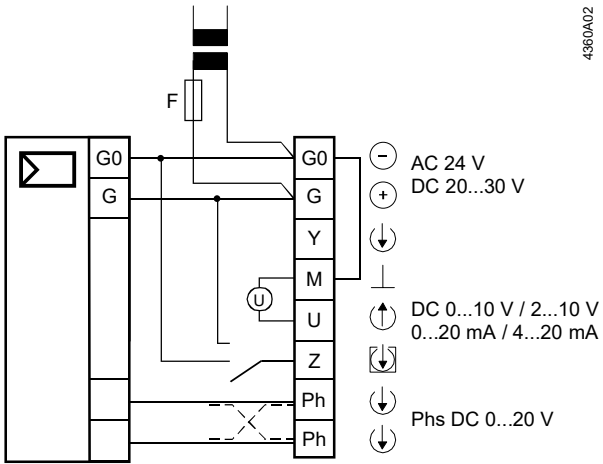 4360A02
F
G0
G
G0
G
Y
M
U
Z
Ph
Ph
U
AC 24 V
DC 20...30 V
DC 0...10 V / 2...10 V
0...20 mA / 4...20 mA
Phs DC 0...20 V